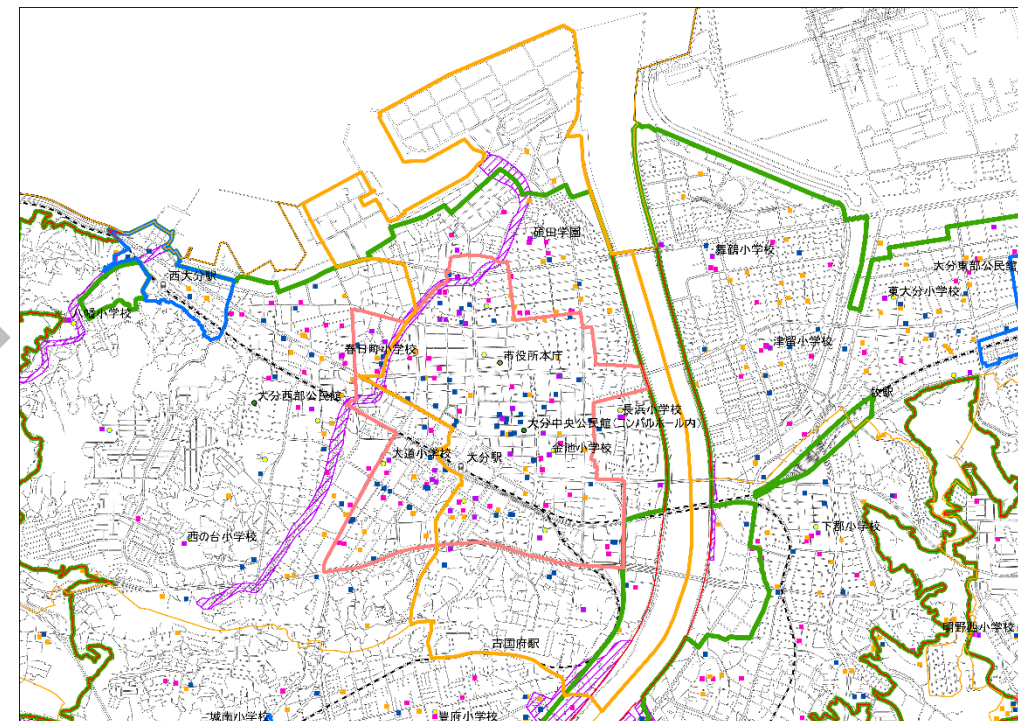 碩田学園
舞鶴小学校
大分東部公民館
西大分駅
東大分小学校
八幡小学校
春日町小学校
市役所本庁
津留小学校
大分西部公民館
牧駅
長浜小学校
大分中央公民館(コンパルホール内)
大道小学校
大分駅
金池小学校
西の台小学校
下郡小学校
明野西小学校
古国府駅
城南小学校
豊府小学校